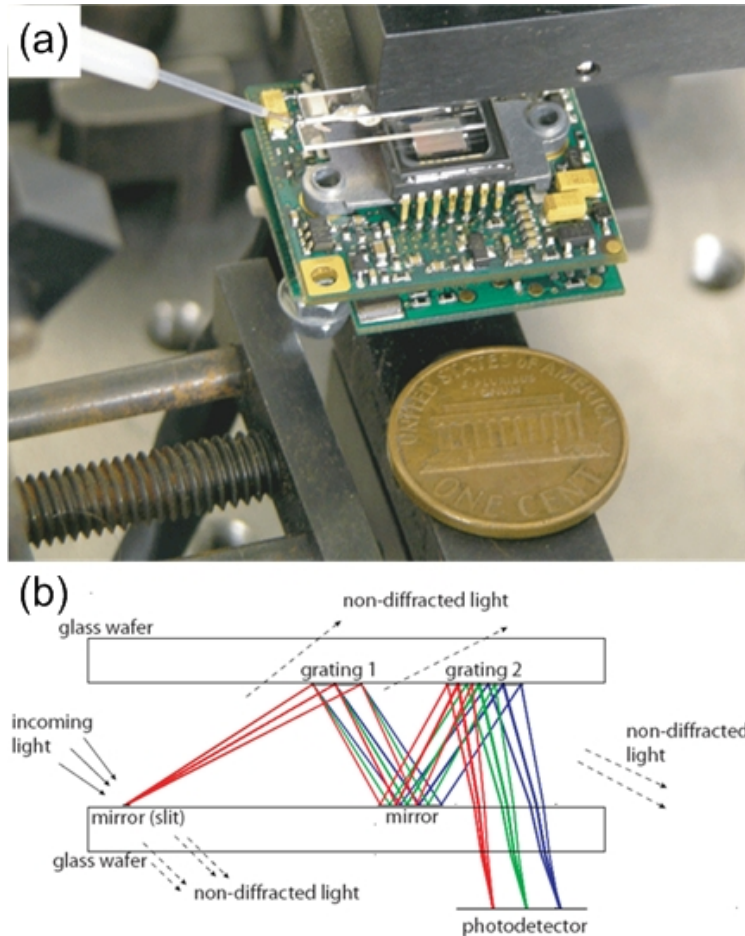 (a)
UNITED STATES OF AMERICA
ONE CENT
(b)
non-diffracted light
glass wafer
grating 1
grating 2
incoming
light
non-diffracted
light
mirror (slit)
mirror
glass wafer
non-diffracted light
photodetector